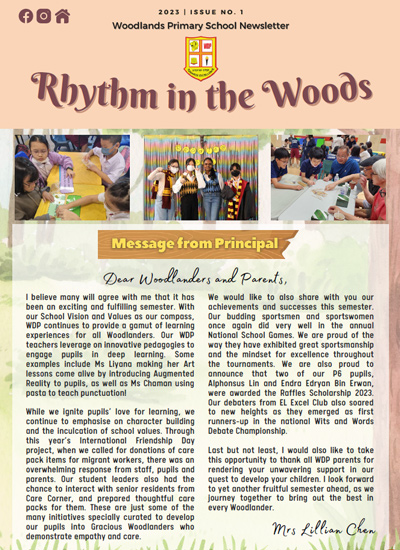 2023 | ISSUE NO. 1
Woodlands Primary School Newsletter
Rhythm in the Woods
Message from Principal
Dear Woodlanders and Parents,
I believe many will agree with me that it has
been an exciting and fulfilling semester. With
our School Vision and Values as our compass,
WDP continues to provide a gamut of learning
experiences for all Woodlanders. Our WDP
teachers leverage on innovative pedagogies to
engage pupils in deep learning. Some
examples include Ms Liyana making her Art
lessons come alive by introducing Augmented
Reality to pupils, as well as Ms Chaman using
pasta to teach punctuation!
While we ignite pupils' love for learning, we
continue to emphasise on character building
and the inculcation of school values. Through
this year's International Friendship Day
project, when we called for donations of care
pack items for migrant workers, there was an
overwhelming response from staff, pupils and
parents. Our student leaders also had the
chance to interact with senior residents from
Care Corner, and prepared thoughtful care
packs for them. These are just some of the
many initiatives specially curated to develop
our pupils into Gracious Woodlanders who
demonstrate empathy and care.
We would like to also share with you our
achievements and successes this semester.
Our budding sportsmen and sportswomen
once again did very well in the annual
National School Games. We are proud of the
way they have exhibited great sportsmanship
and the mindset for excellence throughout
the tournaments. We are also proud to
announce that two of our P6 pupils,
Alphonsus Lin and Endra Edryan Bin Erwan,
were awarded the Raffles Scholarship 2023.
Our debaters from EL Excel Club also soared
to new heights as they emerged as first
runners-up in the national Wits and Words
Debate Championship.
Last but not least, I would also like to take
this opportunity to thank all WDP parents for
rendering your unwavering support in our
quest to develop your children. I look forward
to yet another fruitful semester ahead, as we
journey together to bring out the best in
every Woodlander.
Mrs Lillian Chen